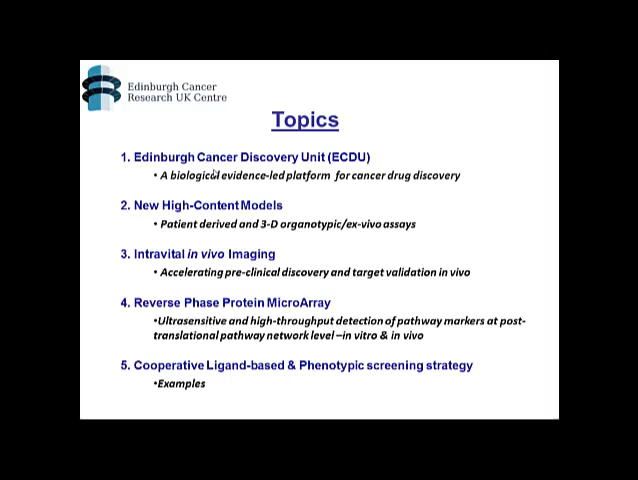 Edinburgh Cancer
Research UK Centre
Topics
1. Edinburgh Cancer Discovery Unit (ECDU)
• A biological evidence-led platform for cancer drug discovery
2. New High-Content Models
• Patient derived and 3-D organotypic/ex-vivo assays
3. Intravital in vivo Imaging
• Accelerating pre-clinical discovery and target validation in vivo
4. Reverse Phase Protein MicroArray
•Ultrasensitive and high-throughput detection of pathway markers at post-
translational pathway network level –in vitro & in vivo
5. Cooperative Ligand-based & Phenotypic screening strategy
•Examples